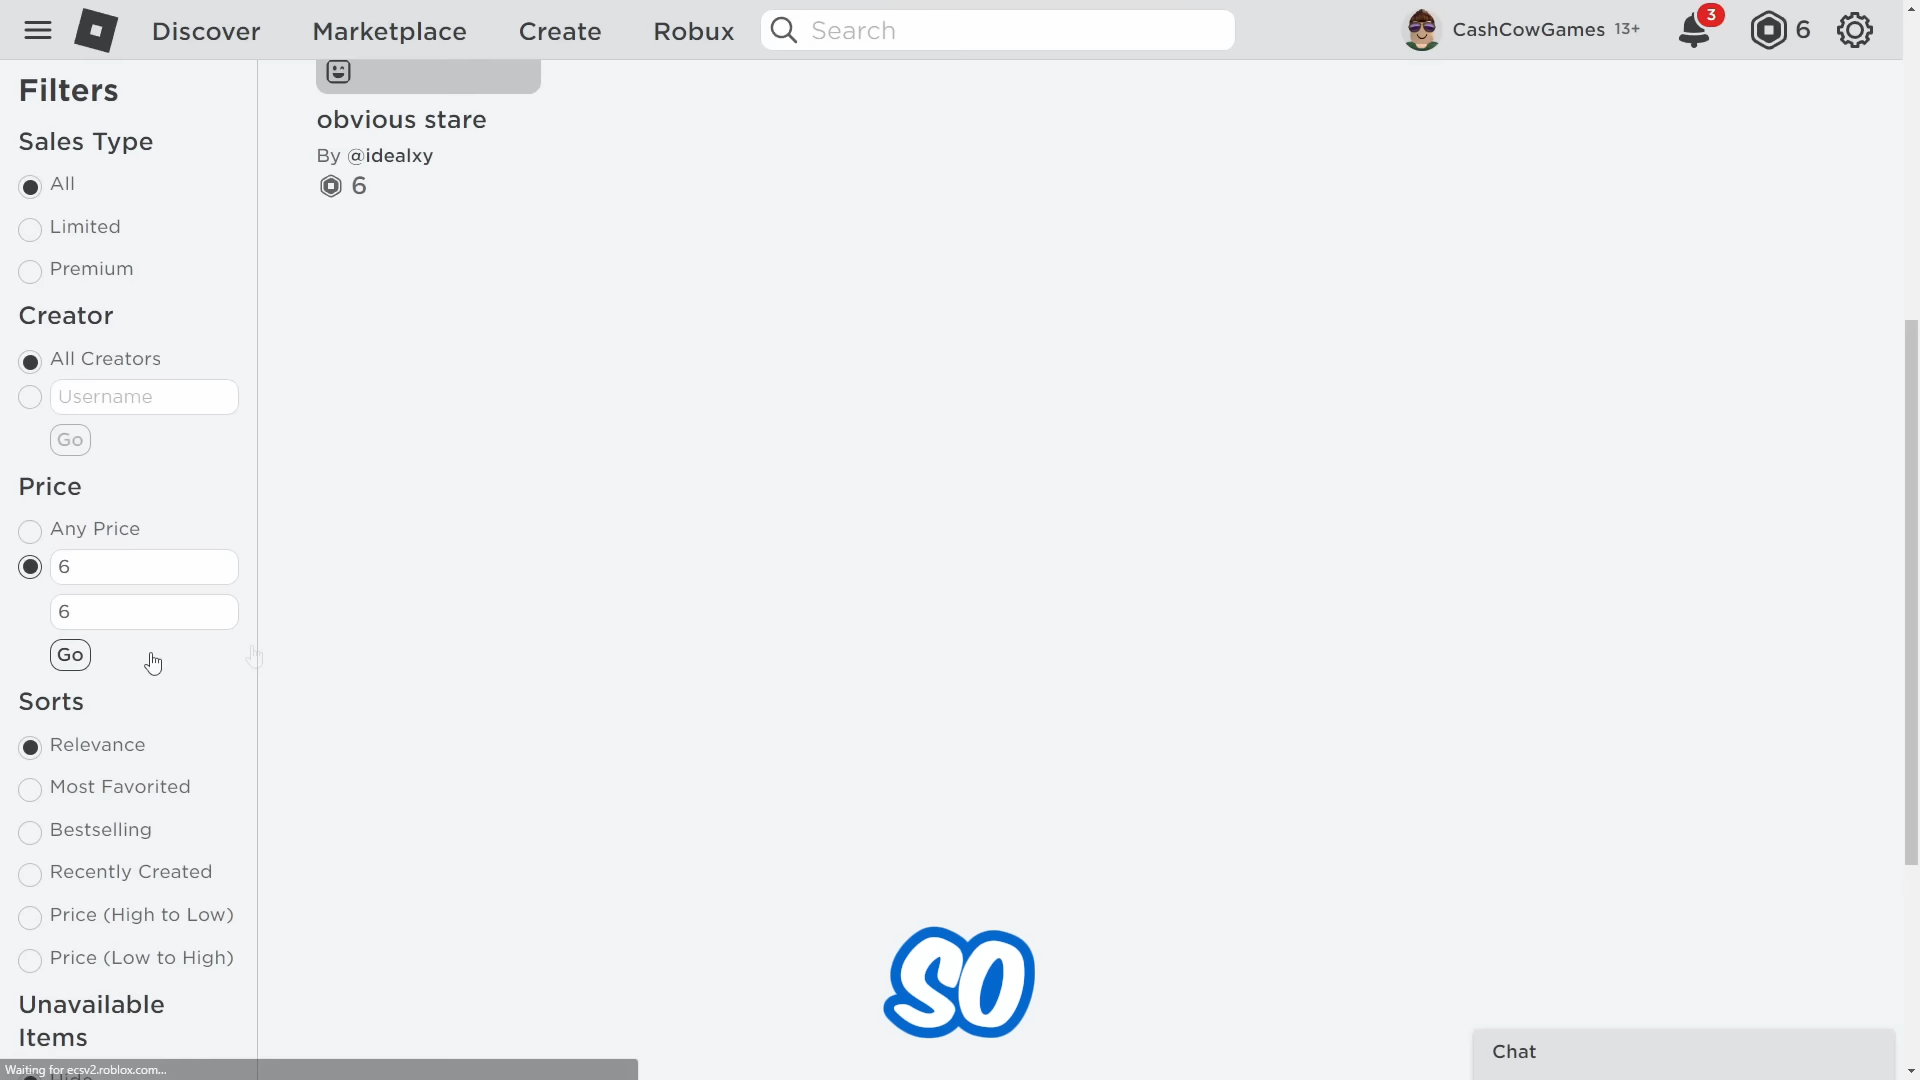 Discover
Marketplace
Create
Robux
Search
CashCowGames 13+
3
6
Filters
Sales Type
All
Limited
Premium
Creator
All Creators
Username
Go
Price
Any Price
6
6
Go
Sorts
Relevance
Most Favorited
Bestselling
Recently Created
Price (High to Low)
Price (Low to High)
Unavailable
Items
Hide
Waiting for ecsv2.roblox.com...
obvious stare
By @idealxy
6
SO
Chat